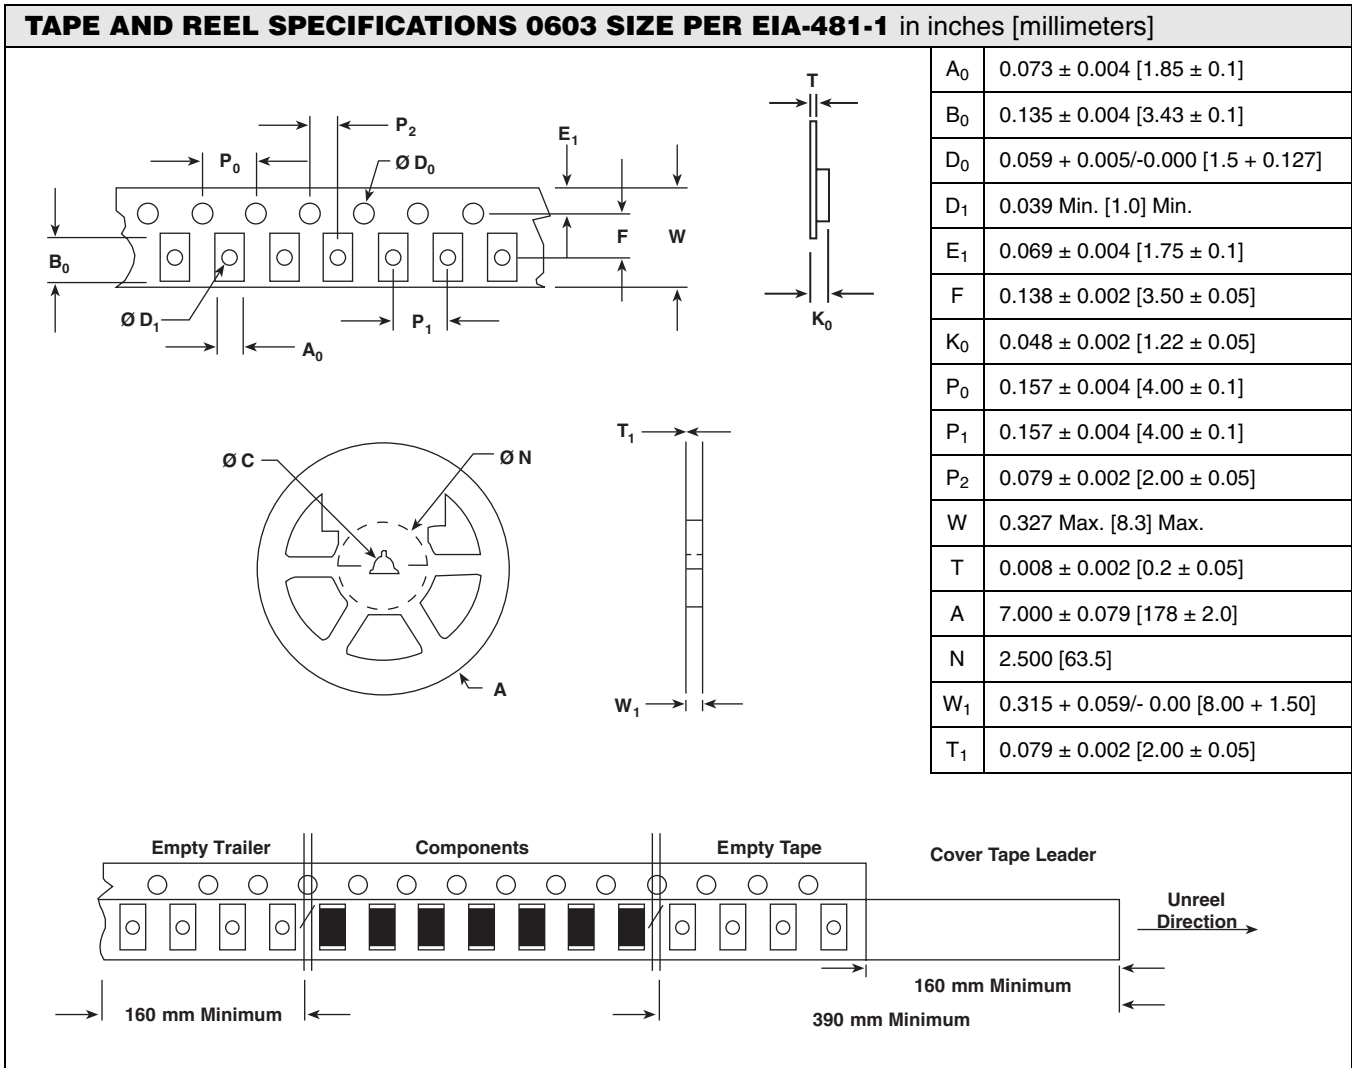 TAPE AND REEL SPECIFICATIONS 0603 SIZE PER EIA-481-1 in inches [millimeters]
P2
E1
P0
Ø D0
B0
F
W
Ø D1
P1
A0
T
K0
A0 0.073 ± 0.004 [1.85 ± 0.1]
B0 0.135 ± 0.004 [3.43 ± 0.1]
D0 0.059 + 0.005/-0.000 [1.5 + 0.127]
D1 0.039 Min. [1.0] Min.
E1 0.069 ± 0.004 [1.75 ± 0.1]
F 0.138 ± 0.002 [3.50 ± 0.05]
K0 0.048 ± 0.002 [1.22 ± 0.05]
P0 0.157 ± 0.004 [4.00 ± 0.1]
P1 0.157 ± 0.004 [4.00 ± 0.1]
P2 0.079 ± 0.002 [2.00 ± 0.05]
W 0.327 Max. [8.3] Max.
T 0.008 ± 0.002 [0.2 ± 0.05]
A 7.000 ± 0.079 [178 ± 2.0]
N 2.500 [63.5]
W1 0.315 + 0.059/- 0.00 [8.00 + 1.50]
T1 0.079 ± 0.002 [2.00 ± 0.05]
Ø C
Ø N
A
T1
W1
Empty Trailer
Components
Empty Tape
Cover Tape Leader
Unreel
Direction
160 mm Minimum
160 mm Minimum
390 mm Minimum